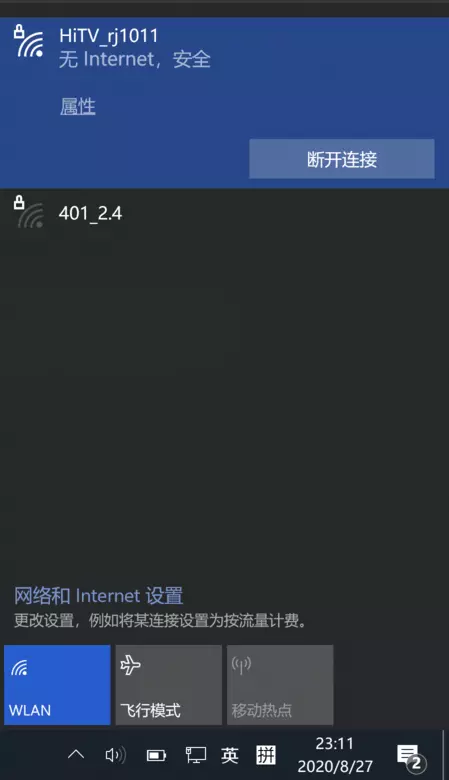 HiTV_rj1011
无 Internet，安全
属性
断开连接
401_2.4
网络和 Internet 设置
更改设置，例如将某连接设置为按流量计费。
WLAN
飞行模式
移动热点
英
拼
23:11
2020/8/27
2